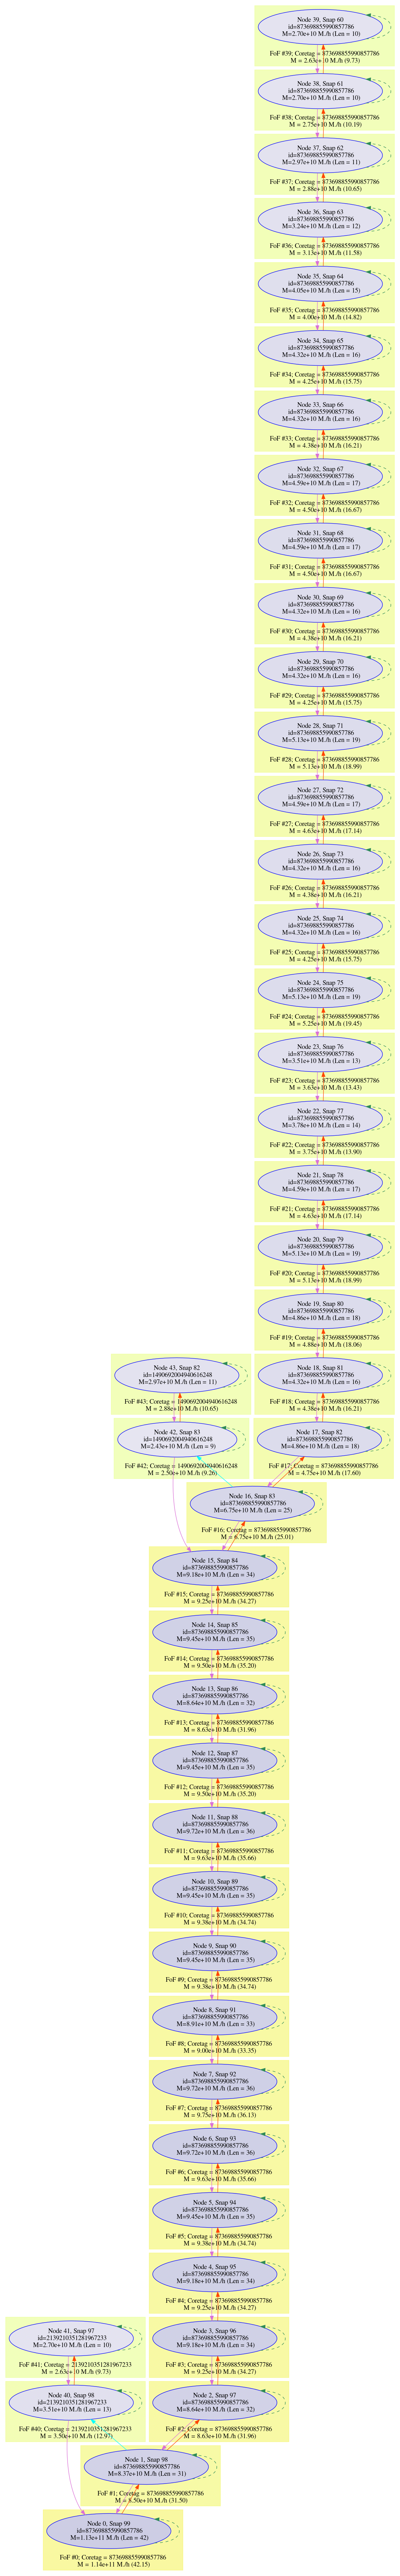 Node 39, Snap 60
id=873698855990857786
M=2.70e+10 M./h (Len = 10)
FoF #39; Coretag = 873698855990857786
M = 2.63e+10 M./h (9.73)
Node 38, Snap 61
id=873698855990857786
M=2.70e+10 M./h (Len = 10)
FoF #38; Coretag = 873698855990857786
M = 2.75e+10 M./h (10.19)
Node 37, Snap 62
id=873698855990857786
M=2.97e+10 M./h (Len = 11)
FoF #37; Coretag = 873698855990857786
M = 2.88e+10 M./h (10.65)
Node 36, Snap 63
id=873698855990857786
M=3.24e+10 M./h (Len = 12)
FoF #36; Coretag = 873698855990857786
M = 3.13e+10 M./h (11.58)
Node 35, Snap 64
id=873698855990857786
M=4.05e+10 M./h (Len = 15)
FoF #35; Coretag = 873698855990857786
M = 4.00e+10 M./h (14.82)
Node 34, Snap 65
id=873698855990857786
M=4.32e+10 M./h (Len = 16)
FoF #34; Coretag = 873698855990857786
M = 4.25e+10 M./h (15.75)
Node 33, Snap 66
id=873698855990857786
M=4.32e+10 M./h (Len = 16)
FoF #33; Coretag = 873698855990857786
M = 4.38e+10 M./h (16.21)
Node 32, Snap 67
id=873698855990857786
M=4.59e+10 M./h (Len = 17)
FoF #32; Coretag = 873698855990857786
M = 4.50e+10 M./h (16.67)
Node 31, Snap 68
id=873698855990857786
M=4.59e+10 M./h (Len = 17)
FoF #31; Coretag = 873698855990857786
M = 4.50e+10 M./h (16.67)
Node 30, Snap 69
id=873698855990857786
M=4.32e+10 M./h (Len = 16)
FoF #30; Coretag = 873698855990857786
M = 4.38e+10 M./h (16.21)
Node 29, Snap 70
id=873698855990857786
M=4.32e+10 M./h (Len = 16)
FoF #29; Coretag = 873698855990857786
M = 4.25e+10 M./h (15.75)
Node 28, Snap 71
id=873698855990857786
M=5.13e+10 M./h (Len = 19)
FoF #28; Coretag = 873698855990857786
M = 5.13e+10 M./h (18.99)
Node 27, Snap 72
id=873698855990857786
M=4.59e+10 M./h (Len = 17)
FoF #27; Coretag = 873698855990857786
M = 4.63e+10 M./h (17.14)
Node 26, Snap 73
id=873698855990857786
M=4.32e+10 M./h (Len = 16)
FoF #26; Coretag = 873698855990857786
M = 4.38e+10 M./h (16.21)
Node 25, Snap 74
id=873698855990857786
M=4.32e+10 M./h (Len = 16)
FoF #25; Coretag = 873698855990857786
M = 4.25e+10 M./h (15.75)
Node 24, Snap 75
id=873698855990857786
M=5.13e+10 M./h (Len = 19)
FoF #24; Coretag = 873698855990857786
M = 5.25e+10 M./h (19.45)
Node 23, Snap 76
id=873698855990857786
M=3.51e+10 M./h (Len = 13)
FoF #23; Coretag = 873698855990857786
M = 3.63e+10 M./h (13.43)
Node 22, Snap 77
id=873698855990857786
M=3.78e+10 M./h (Len = 14)
FoF #22; Coretag = 873698855990857786
M = 3.75e+10 M./h (13.90)
Node 21, Snap 78
id=873698855990857786
M=4.59e+10 M./h (Len = 17)
FoF #21; Coretag = 873698855990857786
M = 4.63e+10 M./h (17.14)
Node 20, Snap 79
id=873698855990857786
M=5.13e+10 M./h (Len = 19)
FoF #20; Coretag = 873698855990857786
M = 5.13e+10 M./h (18.99)
Node 19, Snap 80
id=873698855990857786
M=4.86e+10 M./h (Len = 18)
FoF #19; Coretag = 873698855990857786
M = 4.88e+10 M./h (18.06)
Node 43, Snap 82
id=1490692004940616248
M=2.97e+10 M./h (Len = 11)
FoF #43; Coretag = 1490692004940616248
M = 2.88e+10 M./h (10.65)
Node 18, Snap 81
id=873698855990857786
M=4.32e+10 M./h (Len = 16)
FoF #18; Coretag = 873698855990857786
M = 4.38e+10 M./h (16.21)
Node 42, Snap 83
id=1490692004940616248
M=2.43e+10 M./h (Len = 9)
FoF #42; Coretag = 1490692004940616248
M = 2.50e+10 M./h (9.26)
Node 17, Snap 82
id=873698855990857786
M=4.86e+10 M./h (Len = 18)
FoF #17; Coretag = 873698855990857786
M = 4.75e+10 M./h (17.60)
Node 16, Snap 83
id=873698855990857786
M=6.75e+10 M./h (Len = 25)
FoF #16; Coretag = 873698855990857786
M = 6.75e+10 M./h (25.01)
Node 15, Snap 84
id=873698855990857786
M=9.18e+10 M./h (Len = 34)
FoF #15; Coretag = 873698855990857786
M = 9.25e+10 M./h (34.27)
Node 14, Snap 85
id=873698855990857786
M=9.45e+10 M./h (Len = 35)
FoF #14; Coretag = 873698855990857786
M = 9.50e+10 M./h (35.20)
Node 13, Snap 86
id=873698855990857786
M=8.64e+10 M./h (Len = 32)
FoF #13; Coretag = 873698855990857786
M = 8.63e+10 M./h (31.96)
Node 12, Snap 87
id=873698855990857786
M=9.45e+10 M./h (Len = 35)
FoF #12; Coretag = 873698855990857786
M = 9.50e+10 M./h (35.20)
Node 11, Snap 88
id=873698855990857786
M=9.72e+10 M./h (Len = 36)
FoF #11; Coretag = 873698855990857786
M = 9.63e+10 M./h (35.66)
Node 10, Snap 89
id=873698855990857786
M=9.45e+10 M./h (Len = 35)
FoF #10; Coretag = 873698855990857786
M = 9.38e+10 M./h (34.74)
Node 9, Snap 90
id=873698855990857786
M=9.45e+10 M./h (Len = 35)
FoF #9; Coretag = 873698855990857786
M = 9.38e+10 M./h (34.74)
Node 8, Snap 91
id=873698855990857786
M=8.91e+10 M./h (Len = 33)
FoF #8; Coretag = 873698855990857786
M = 9.00e+10 M./h (33.35)
Node 7, Snap 92
id=873698855990857786
M=9.72e+10 M./h (Len = 36)
FoF #7; Coretag = 873698855990857786
M = 9.75e+10 M./h (36.13)
Node 6, Snap 93
id=873698855990857786
M=9.72e+10 M./h (Len = 36)
FoF #6; Coretag = 873698855990857786
M = 9.63e+10 M./h (35.66)
Node 5, Snap 94
id=873698855990857786
M=9.45e+10 M./h (Len = 35)
FoF #5; Coretag = 873698855990857786
M = 9.38e+10 M./h (34.74)
Node 4, Snap 95
id=873698855990857786
M=9.18e+10 M./h (Len = 34)
FoF #4; Coretag = 873698855990857786
M = 9.25e+10 M./h (34.27)
Node 41, Snap 97
id=2139210351281967233
M=2.70e+10 M./h (Len = 10)
FoF #41; Coretag = 2139210351281967233
M = 2.63e+10 M./h (9.73)
Node 3, Snap 96
id=873698855990857786
M=9.18e+10 M./h (Len = 34)
FoF #3; Coretag = 873698855990857786
M = 9.25e+10 M./h (34.27)
Node 40, Snap 98
id=2139210351281967233
M=3.51e+10 M./h (Len = 13)
FoF #40; Coretag = 2139210351281967233
M = 3.50e+10 M./h (12.97)
Node 2, Snap 97
id=873698855990857786
M=8.64e+10 M./h (Len = 32)
FoF #2; Coretag = 873698855990857786
M = 8.63e+10 M./h (31.96)
Node 1, Snap 98
id=873698855990857786
M=8.37e+10 M./h (Len = 31)
FoF #1; Coretag = 873698855990857786
M = 8.50e+10 M./h (31.50)
Node 0, Snap 99
id=873698855990857786
M=1.13e+11 M./h (Len = 42)
FoF #0; Coretag = 873698855990857786
M = 1.14e+11 M./h (42.15)